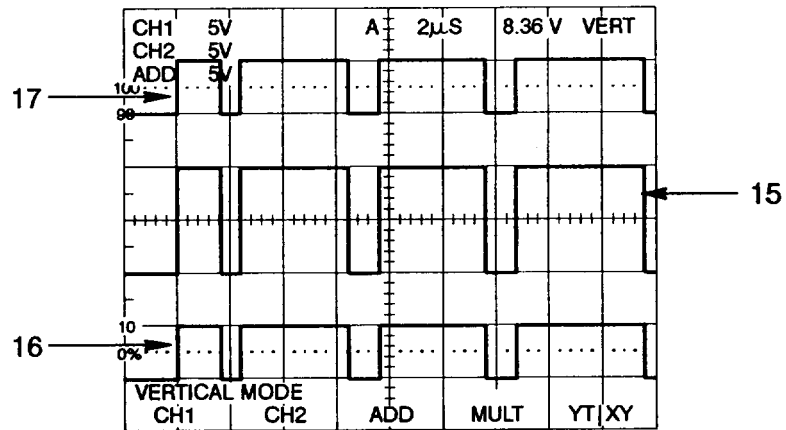 CH1 5V A 2μS 8.36 V VERT
CH2 5V
ADD 5V
100
17
90
15
10
16
0%
VERTICAL MODE
CH1 CH2 ADD MULT YT XY